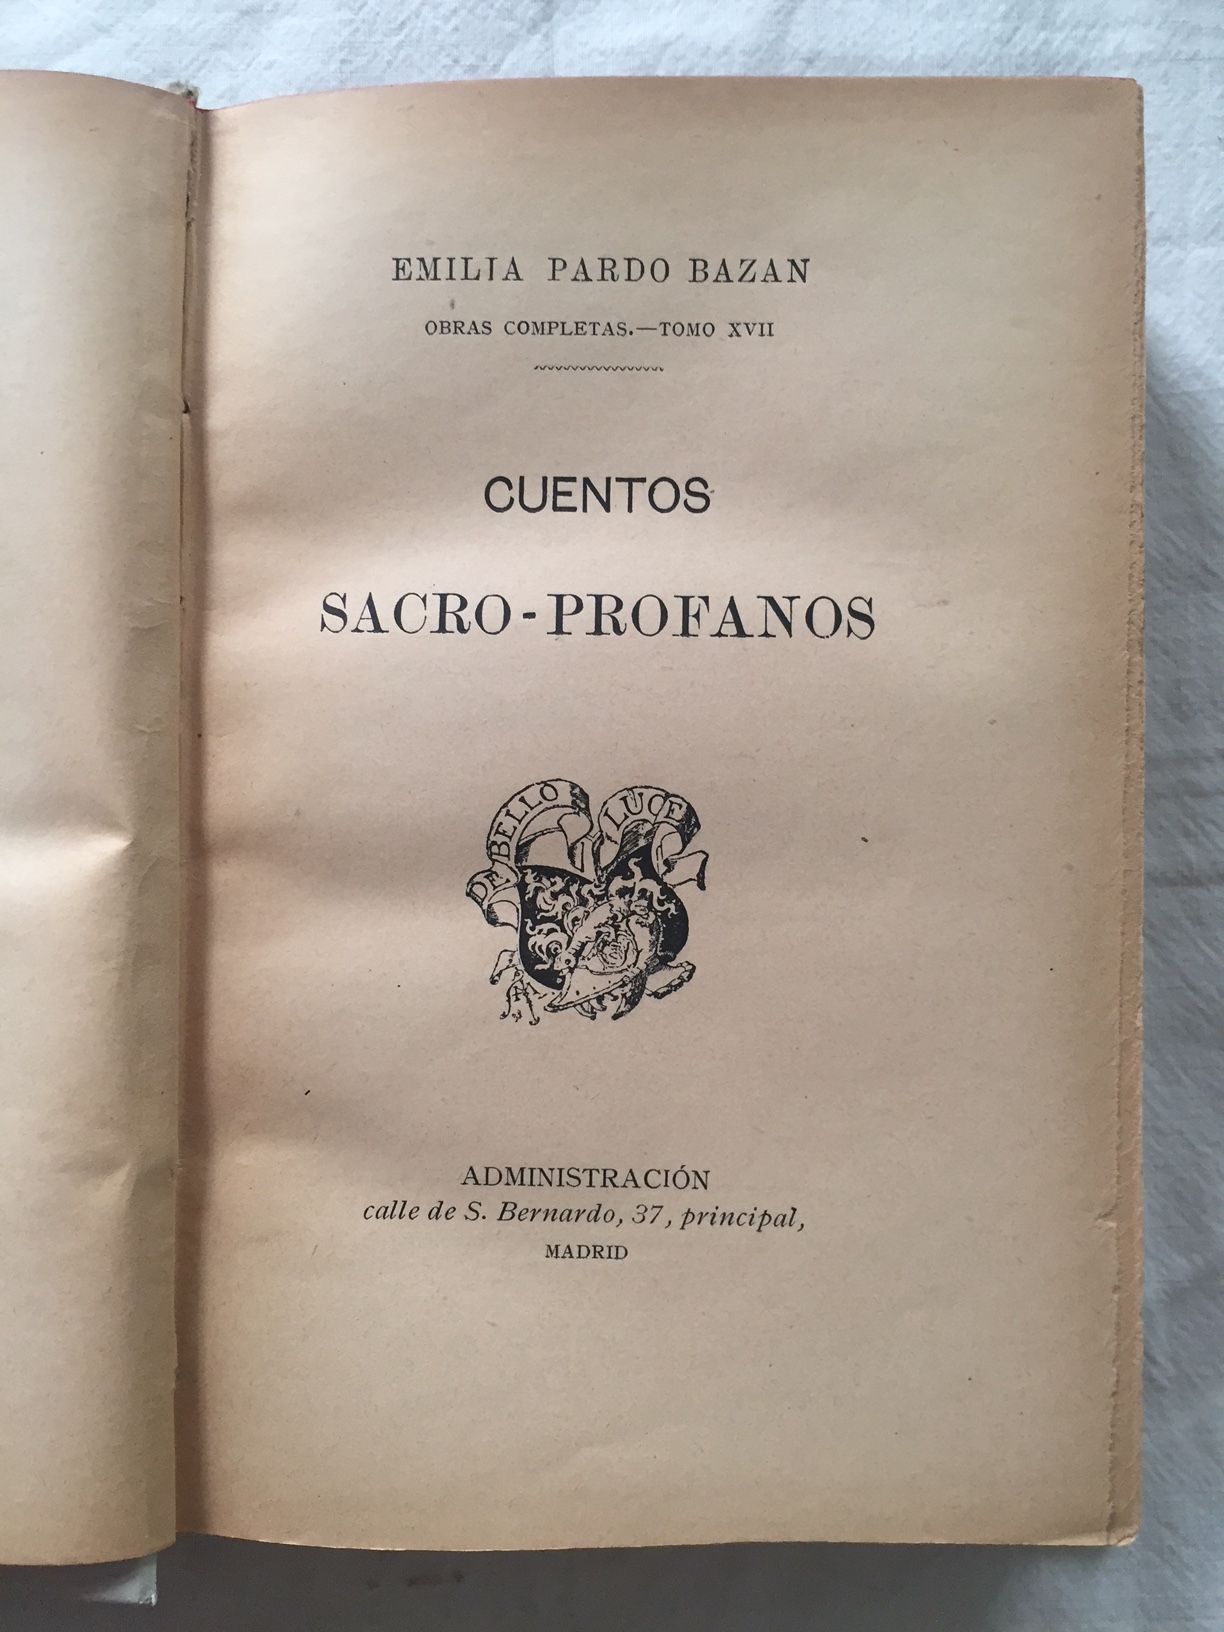 EMILIA PARDO BAZAN
OBRAS COMPLETAS.—TOMO XVII
CUENTOS
SACRO-PROFANOS
DE BELLO LUCE
ADMINISTRACIÓN
calle de S. Bernardo, 37, principal,
MADRID